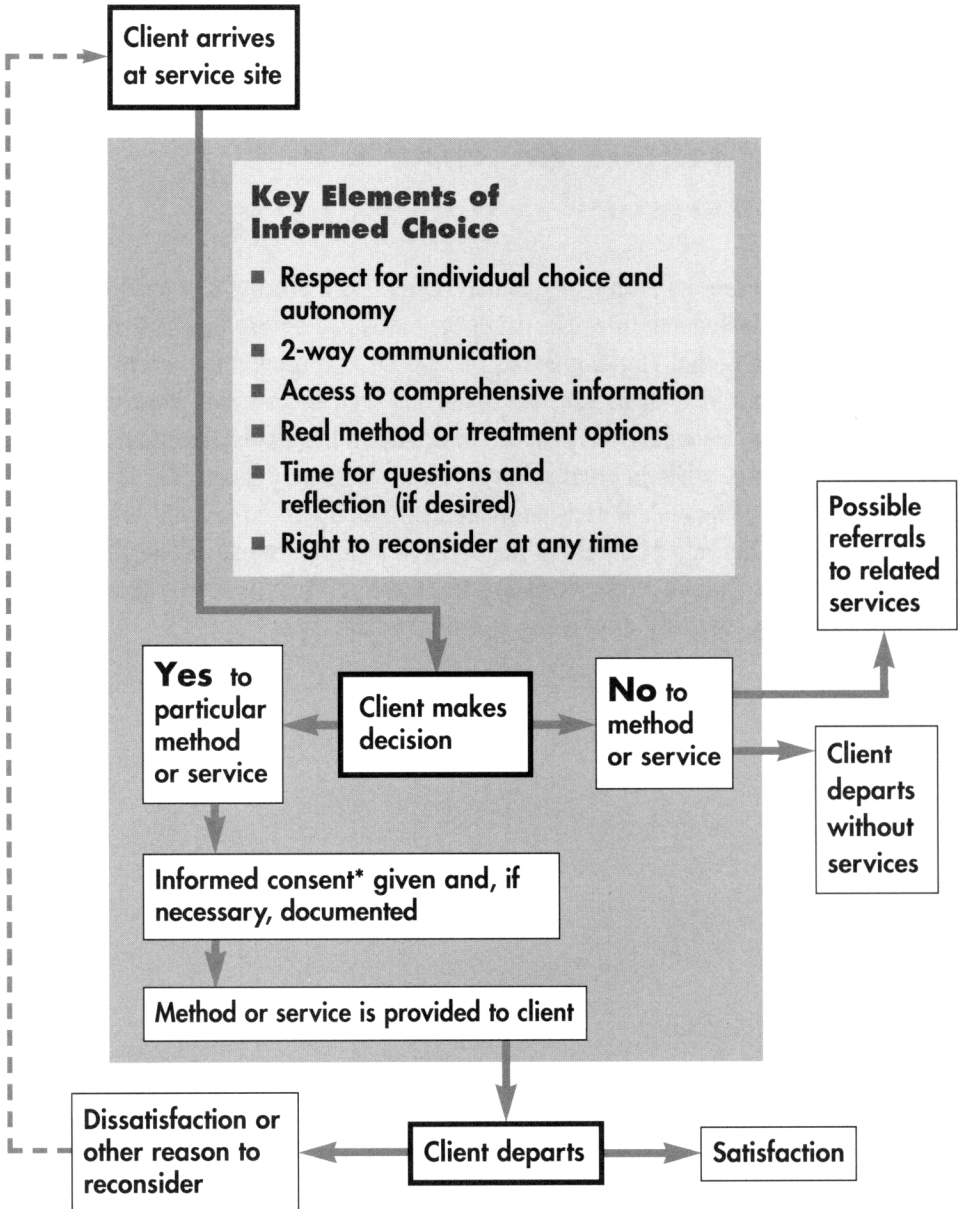 Client arrives
at service site
Key Elements of
Informed Choice
■ Respect for individual choice and
autonomy
■ 2-way communication
■ Access to comprehensive information
■ Real method or treatment options
■ Time for questions and
reflection (if desired)
■ Right to reconsider at any time
Possible
referrals
to related
services
Yes to
particular
method
or service
Client makes
decision
No to
method
or service
Client
departs
without
services
Informed consent* given and, if
necessary, documented
Method or service is provided to client
Dissatisfaction or
other reason to
reconsider
Client departs
Satisfaction